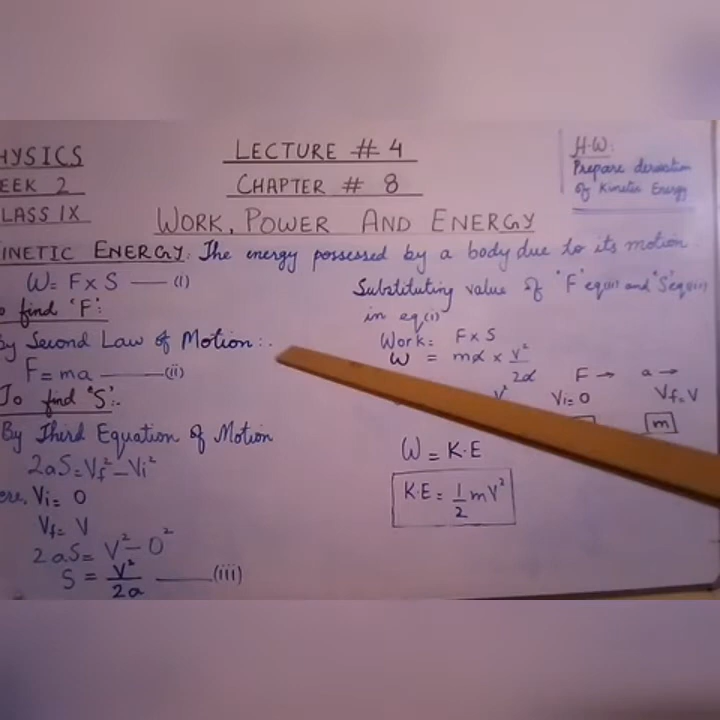 HYSICS
EEK 2
LASS IX
LECTURE # 4
CHAPTER # 8
WORK, POWER AND ENERGY
H.W:
Prepare derivation
of Kinetic Energy
INETIC ENERGY: The energy possessed by a body due to its motion.
W= F x S —— (i)
o find 'F':
By Second Law of Motion:.
F= ma ——— (ii)
To find 'S':.
By Third Equation of Motion
2aS = Vf² – Vi²
ere, Vi= 0
Vf= V
2aS= V² – 0²
S = V²/2a ——— (iii)
Substituting value of 'F' eq(ii) and 'S' eq(iii
in eq(i)
Work= F x S
W = ma x V²/2a
V²
F → a →
Vi= 0 Vf= V
m
W = K.E
K.E = 1/2 mV²